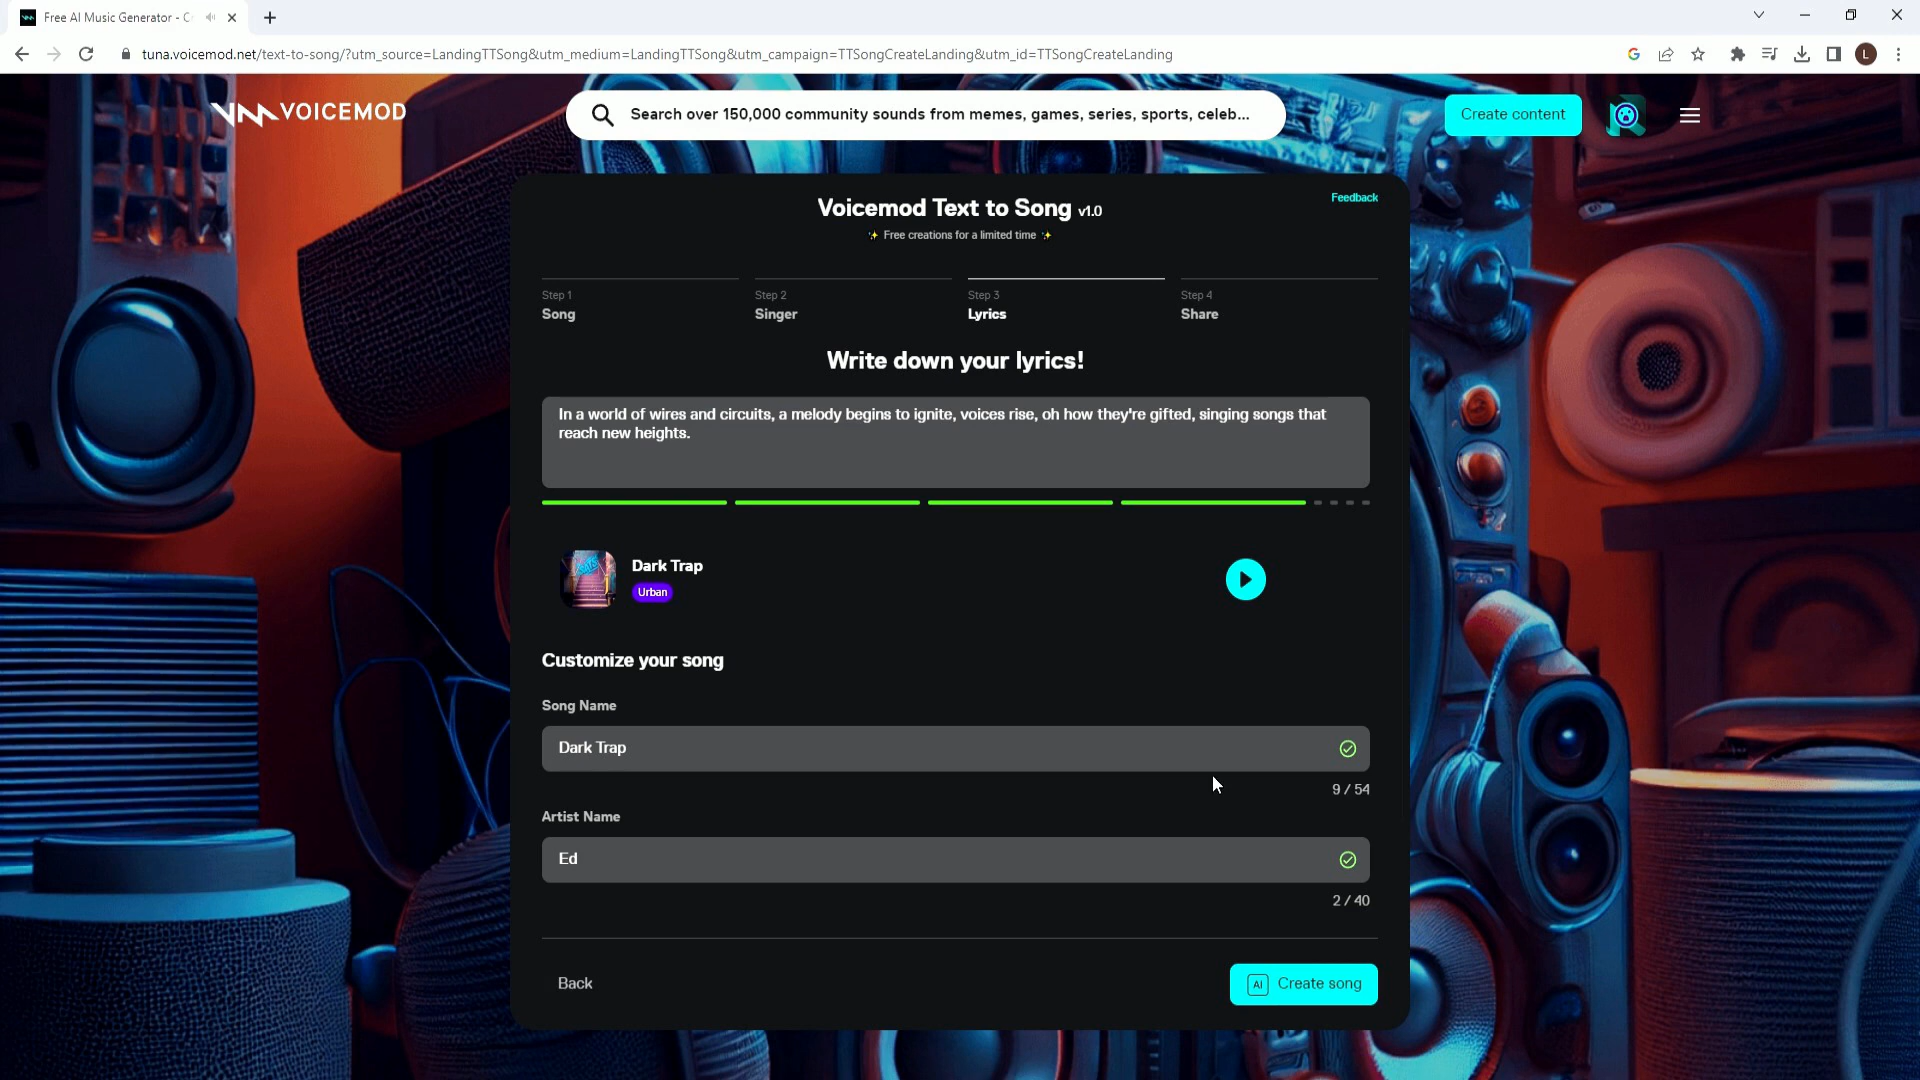 Free AI Music Generator - C
tuna.voicemod.net/text-to-song/?utm_source=LandingTTSong&utm_medium=LandingTTSong&utm_campaign=TTSongCreateLanding&utm_id=TTSongCreateLanding
L
VOICEMOD
Search over 150,000 community sounds from memes, games, series, sports, celeb...
Create content
Feedback
Voicemod Text to Song v1.0
✨ Free creations for a limited time ✨
Step 1
Song
Step 2
Singer
Step 3
Lyrics
Step 4
Share
Write down your lyrics!
In a world of wires and circuits, a melody begins to ignite, voices rise, oh how they're gifted, singing songs that
reach new heights.
Dark Trap
Urban
Customize your song
Song Name
Dark Trap
9 / 54
Artist Name
Ed
2 / 40
Back
AI Create song